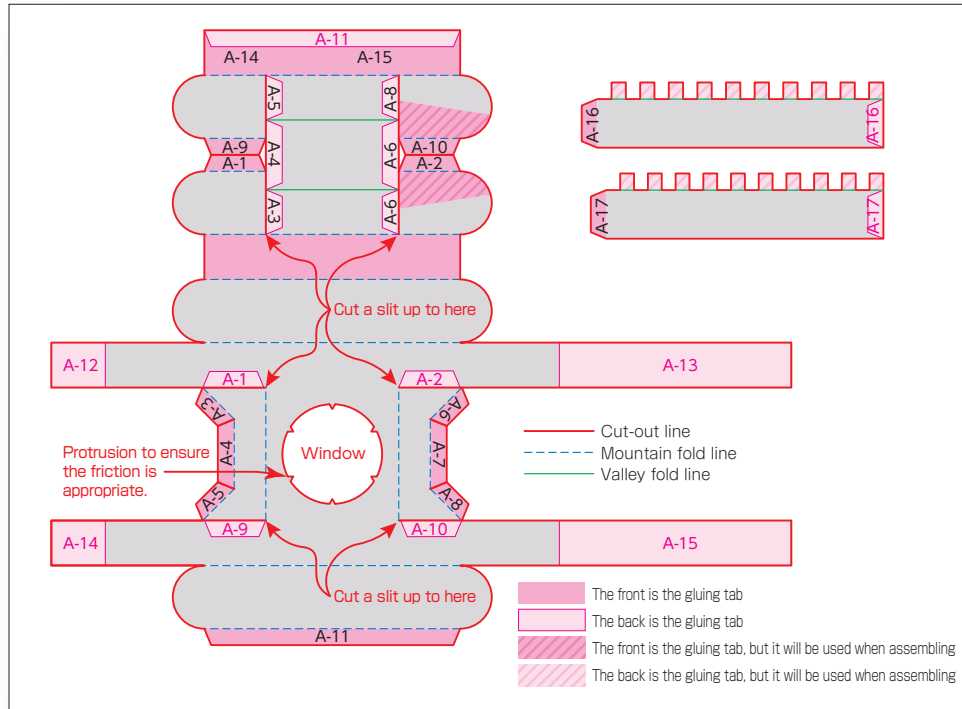 A-11
A-14
A-15
A-5
A-8
A-4
A-6
A-9
A-10
A-1
A-2
A-3
A-6
A-16
A-16
A-17
A-17
Cut a slit up to here
A-12
A-1
A-2
A-13
A-3
A-6
A-4
A-7
A-5
A-8
Window
Protrusion to ensure
the friction is
appropriate.
Cut-out line
Mountain fold line
Valley fold line
A-14
A-9
A-10
A-15
Cut a slit up to here
A-11
The front is the gluing tab
The back is the gluing tab
The front is the gluing tab, but it will be used when assembling
The back is the gluing tab, but it will be used when assembling